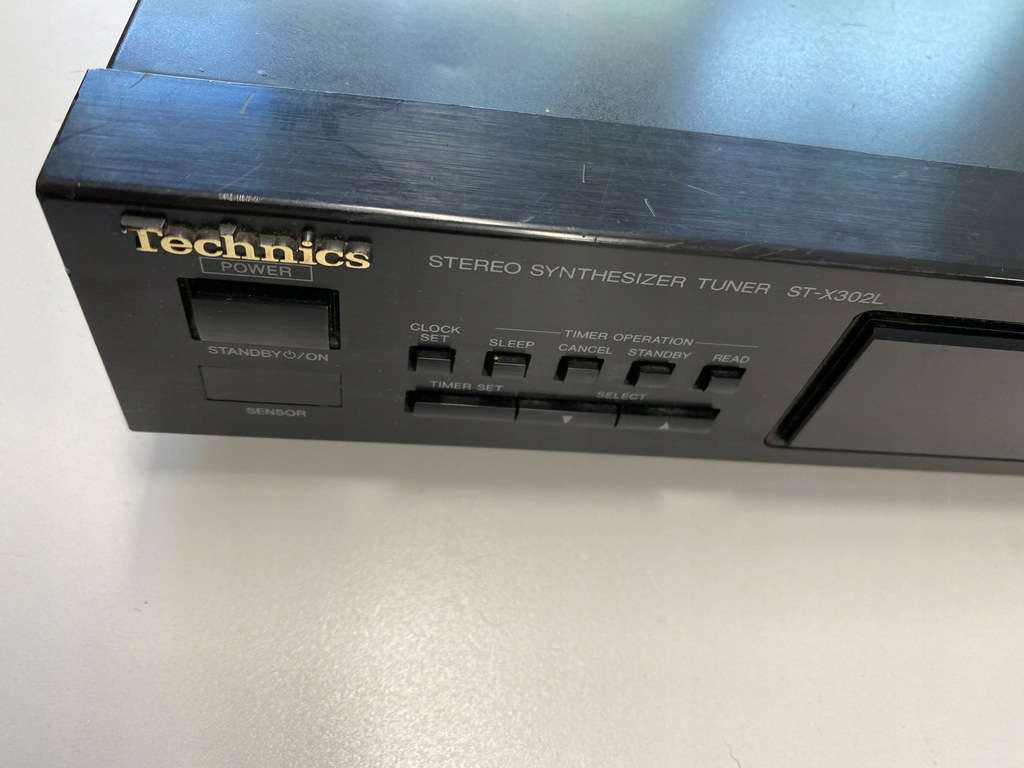 Technics
POWER
STANDBY⏻/ON
SENSOR
STEREO SYNTHESIZER TUNER ST-X302L
CLOCK SET
TIMER OPERATION
SLEEP CANCEL STANDBY READ
TIMER SET SELECT
▼ ▲